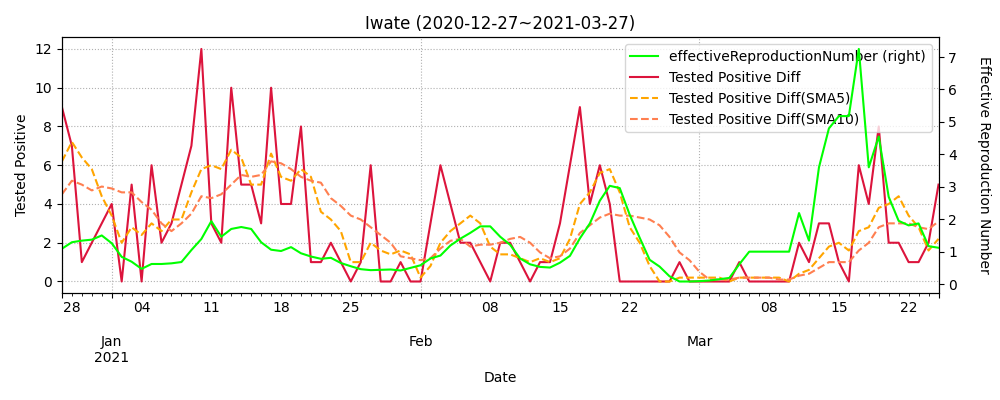 Iwate (2020-12-27~2021-03-27)
effectiveReproductionNumber (right)
Tested Positive Diff
Tested Positive Diff(SMA5)
Tested Positive Diff(SMA10)
Tested Positive
12
10
8
6
4
2
0
7
6
5
4
3
2
1
0
Effective Reproduction Number
28 04 11 18 25 08 15 22 08 15 22
Jan Feb Mar
2021
Date